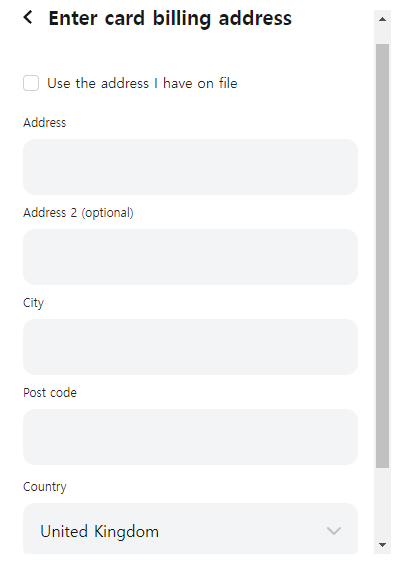 Enter card billing address
Use the address I have on file
Address
Address 2 (optional)
City
Post code
Country
United Kingdom